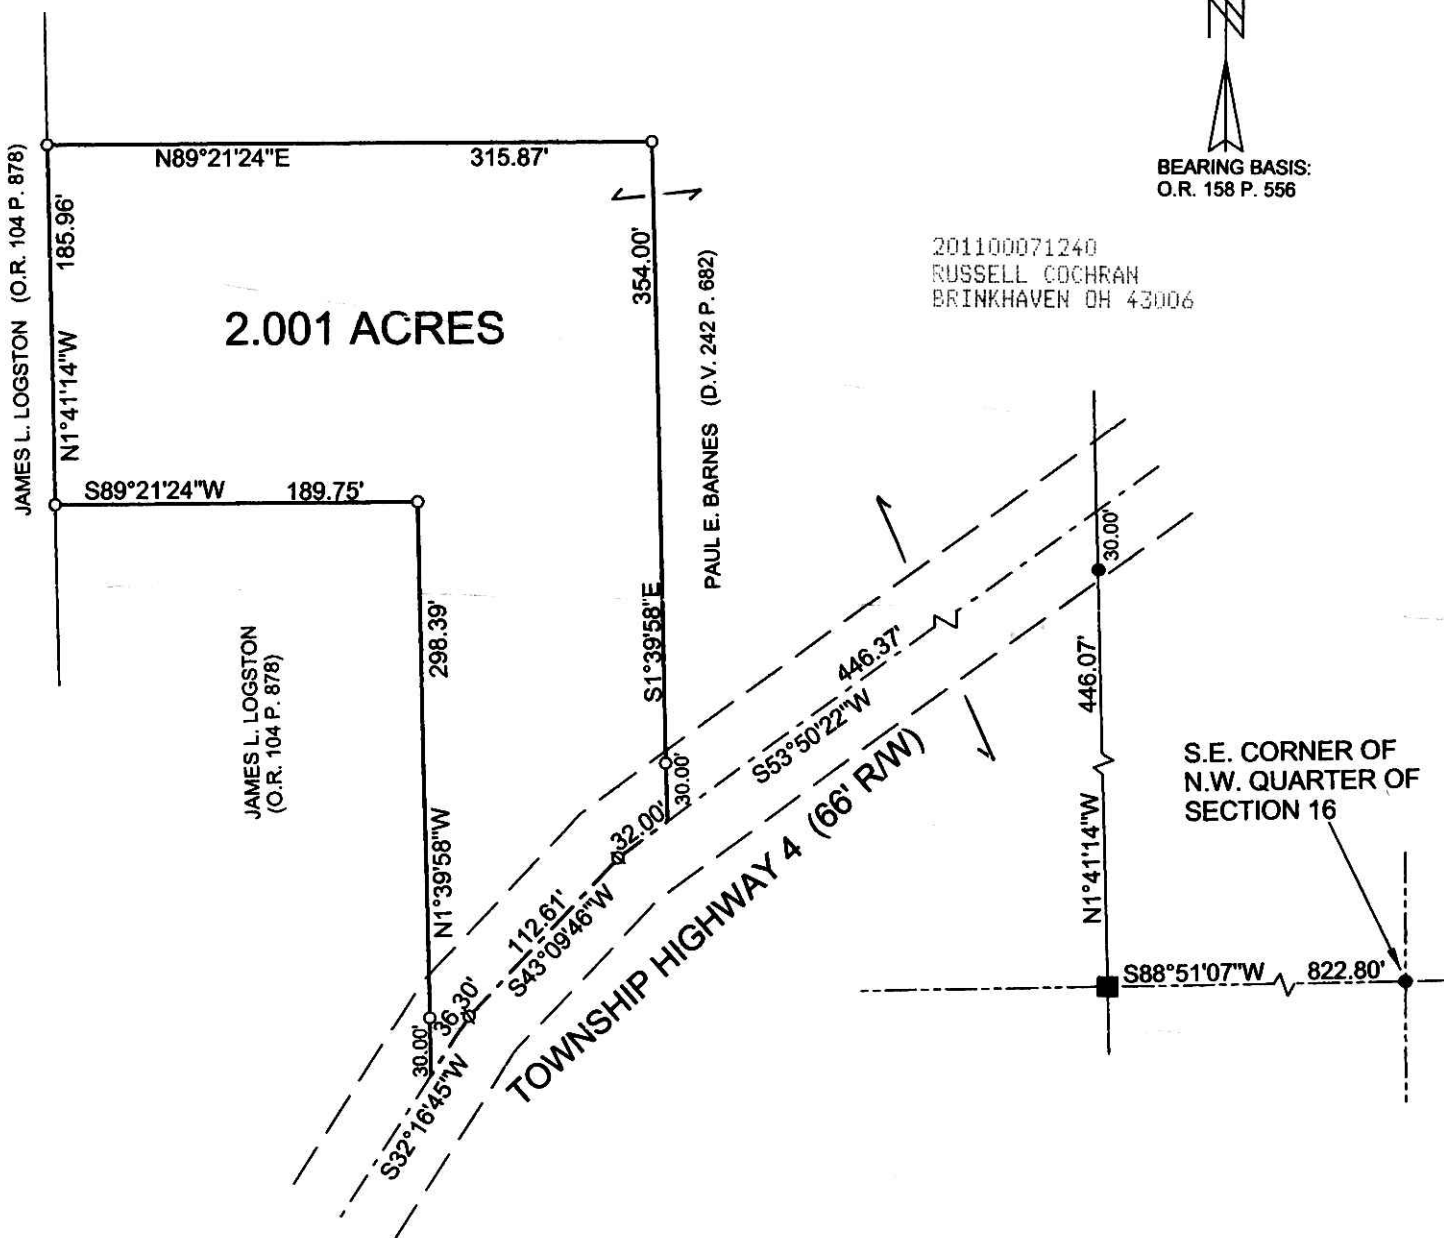 N
BEARING BASIS:
O.R. 158 P. 556
201100071240
RUSSELL COCHRAN
BRINKHAVEN OH 43006
N89°21'24"E 315.87'
JAMES L. LOGSTON (O.R. 104 P. 878)
N1°41'14"W 185.96'
2.001 ACRES
354.00'
S1°39'58"E
PAUL E. BARNES (D.V. 242 P. 682)
S89°21'24"W 189.75'
298.39'
N1°39'58"W
JAMES L. LOGSTON
(O.R. 104 P. 878)
30.00'
446.37'
S53°50'22"W
446.07'
N1°41'14"W
30.00'
32.00'
112.61'
S43°09'46"W
36.30'
30.00'
S32°16'45"W
TOWNSHIP HIGHWAY 4 (66' R/W)
S.E. CORNER OF
N.W. QUARTER OF
SECTION 16
S88°51'07"W 822.80'